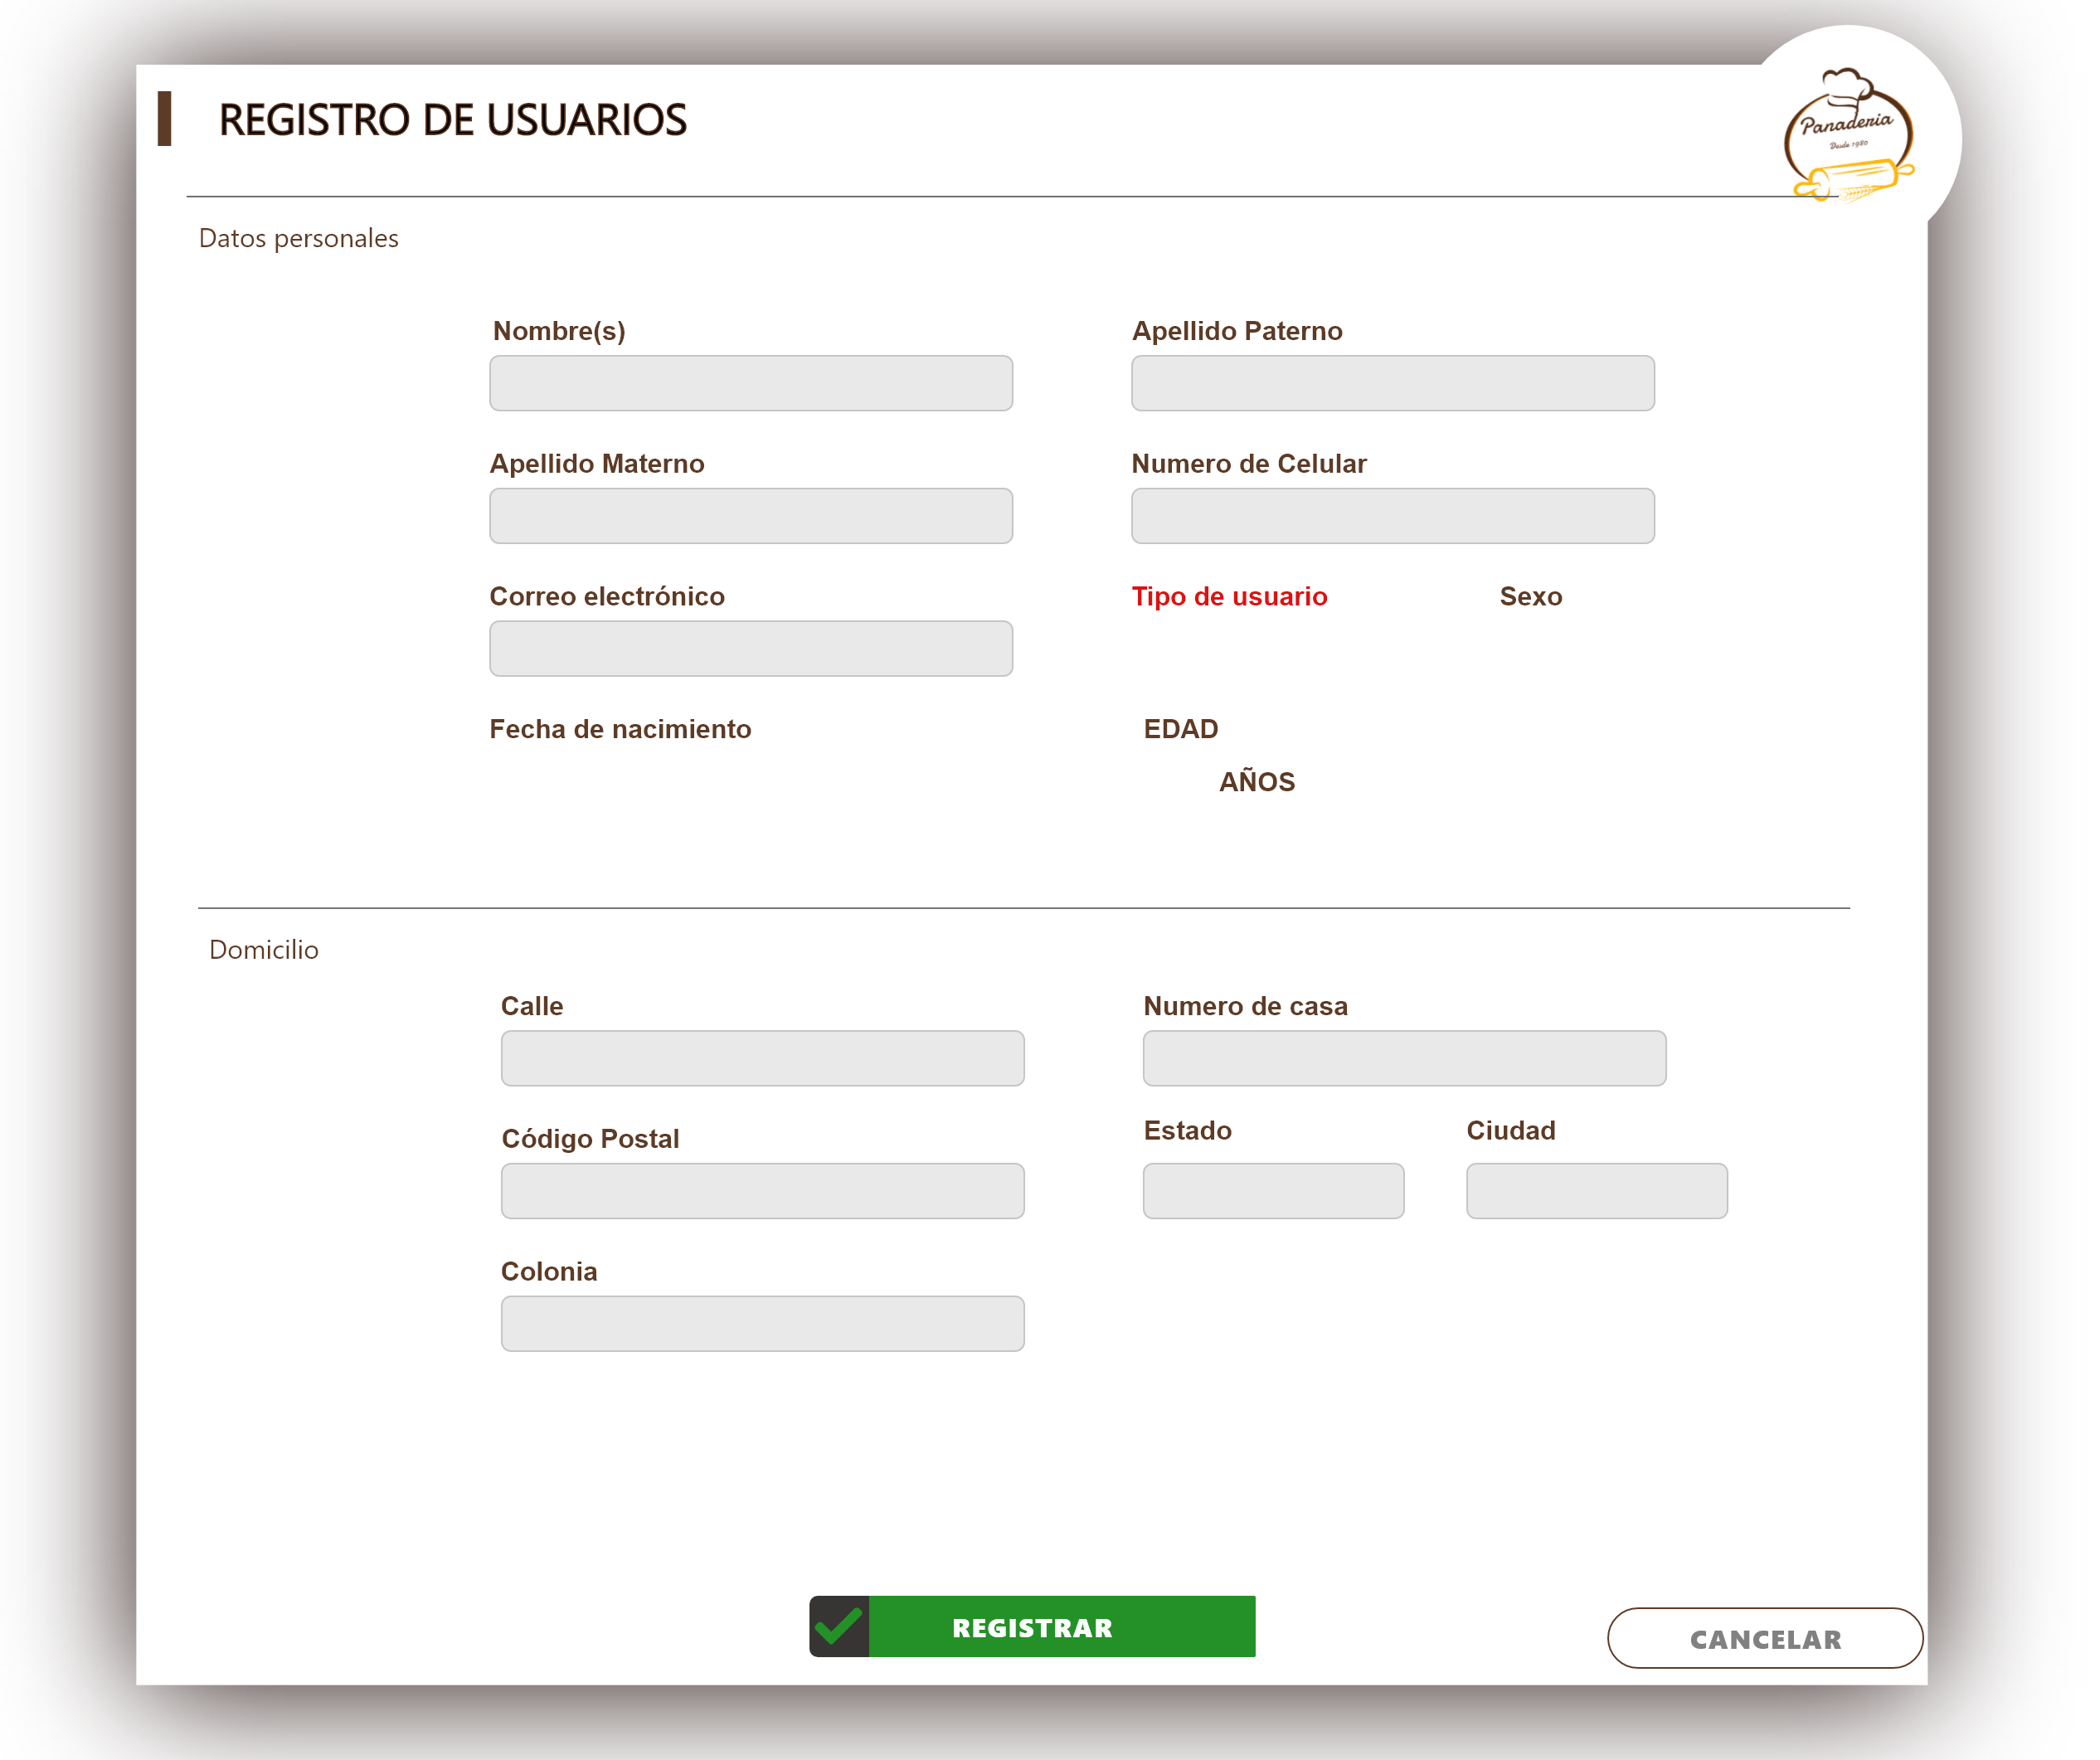 REGISTRO DE USUARIOS
Panaderia
Desde 1980
Datos personales
Nombre(s)
Apellido Paterno
Apellido Materno
Numero de Celular
Correo electrónico
Tipo de usuario
Sexo
Fecha de nacimiento
EDAD
AÑOS
Domicilio
Calle
Numero de casa
Código Postal
Estado
Ciudad
Colonia
REGISTRAR
CANCELAR